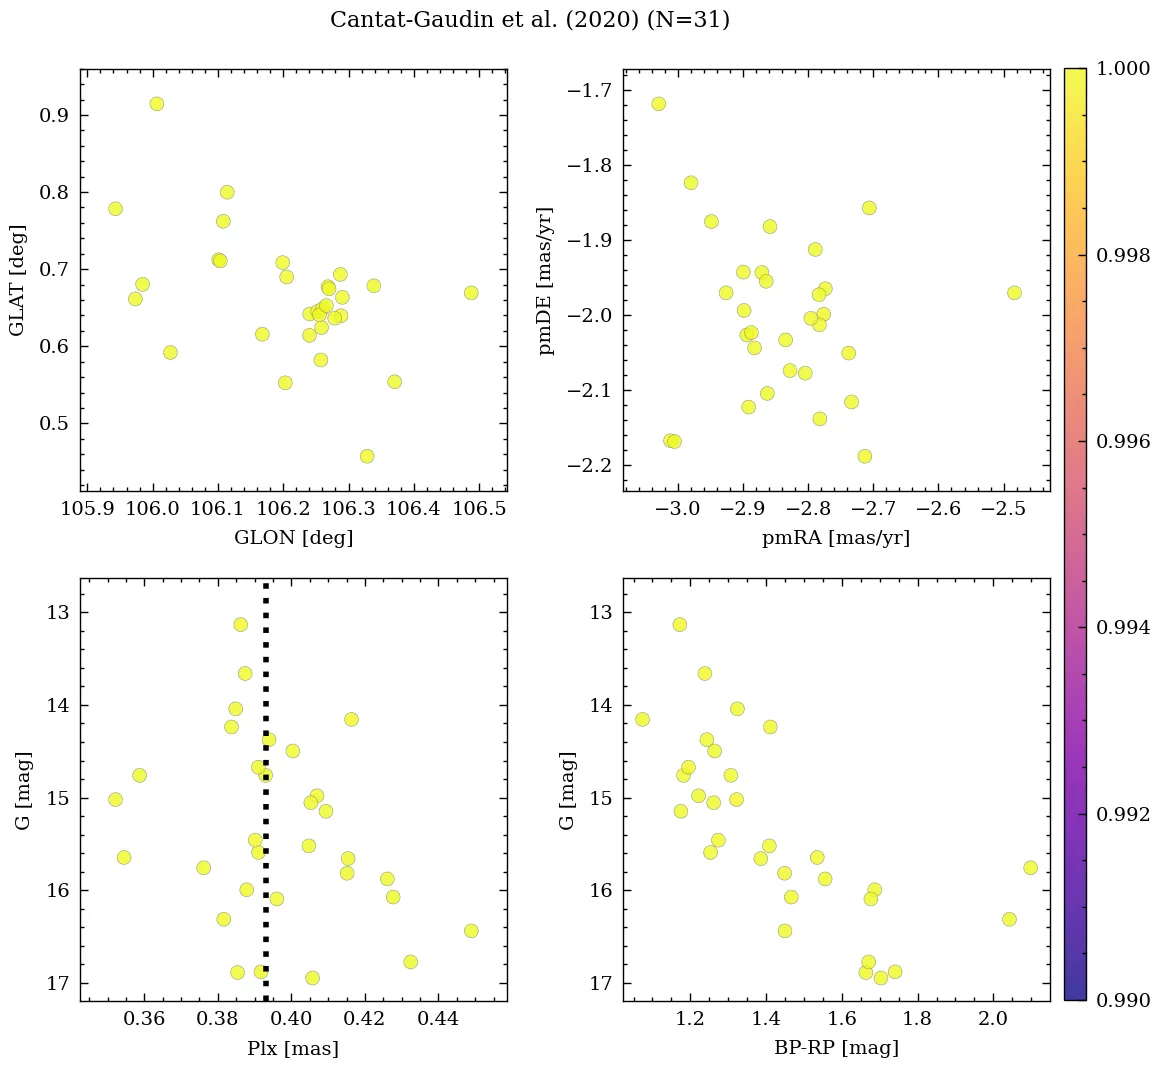 Cantat-Gaudin et al. (2020) (N=31)
0.9
0.8
0.7
0.6
0.5
GLAT [deg]
105.9 106.0 106.1 106.2 106.3 106.4 106.5
GLON [deg]
−1.7
−1.8
−1.9
−2.0
−2.1
−2.2
pmDE [mas/yr]
−3.0 −2.9 −2.8 −2.7 −2.6 −2.5
pmRA [mas/yr]
13
14
15
16
17
G [mag]
0.36 0.38 0.40 0.42 0.44
Plx [mas]
13
14
15
16
17
G [mag]
1.2 1.4 1.6 1.8 2.0
BP-RP [mag]
1.000
0.998
0.996
0.994
0.992
0.990